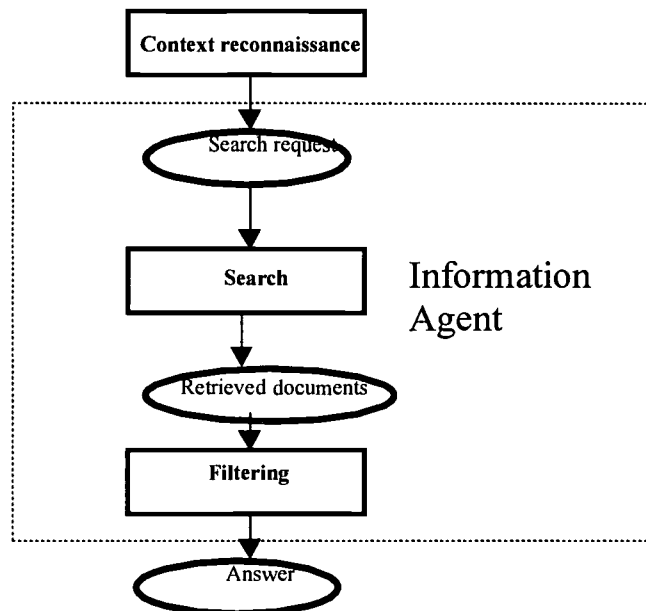 Context reconnaissance
Search request
Search
Information
Agent
Retrieved documents
Filtering
Answer